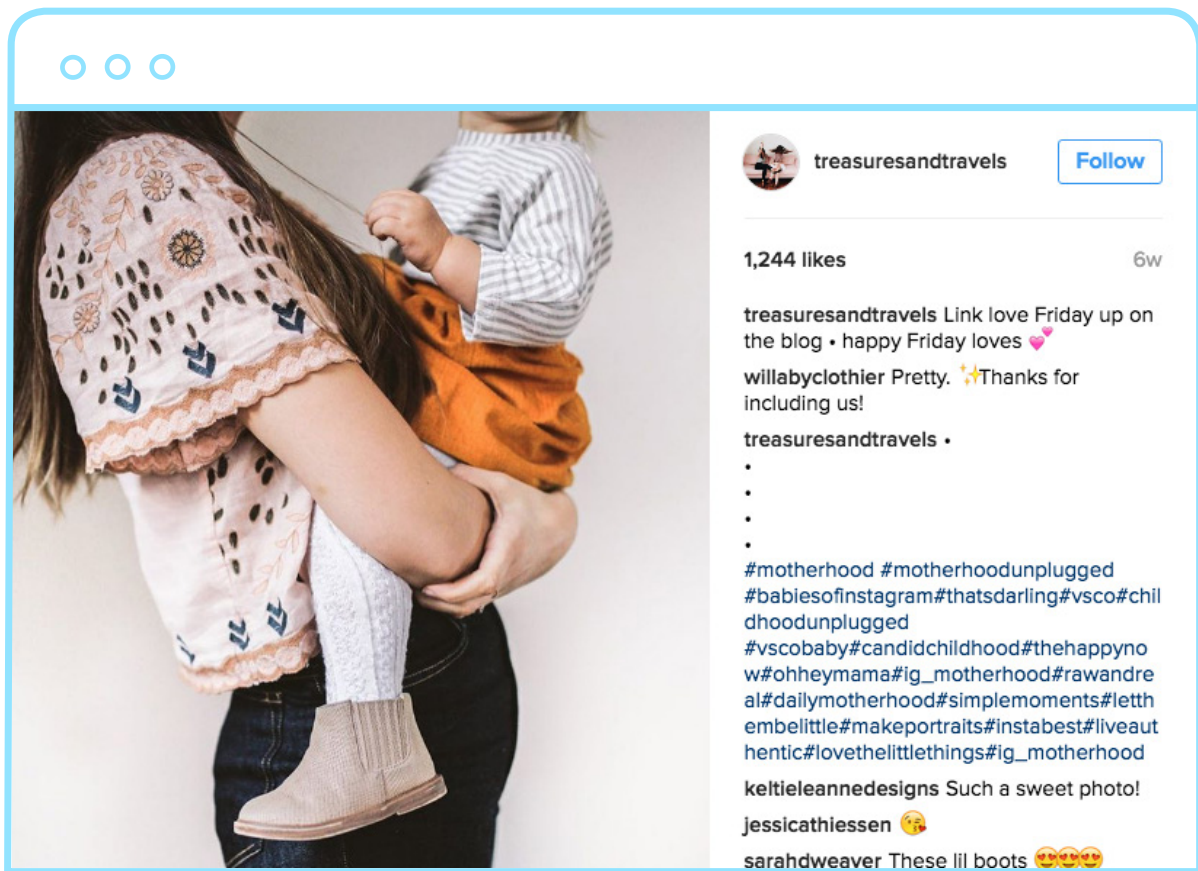 treasuresandtravels
Follow
1,244 likes
6w
treasuresandtravels Link love Friday up on
the blog • happy Friday loves 💕
willabyclothier Pretty. ✨Thanks for
including us!
treasuresandtravels •
•
•
•
•
#motherhood #motherhoodunplugged
#babiesofinstagram#thatsdarling#vsco#chil
dhoodunplugged
#vscobaby#candidchildhood#thehappyno
w#ohheymama#ig_motherhood#rawandre
al#dailymotherhood#simplemoments#letth
embelittle#makeportraits#instabest#liveaut
hentic#lovethelittlethings#ig_motherhood
keltieleannedesigns Such a sweet photo!
jessicathiessen 😘
sarahdweaver These lil boots 😍😍😍